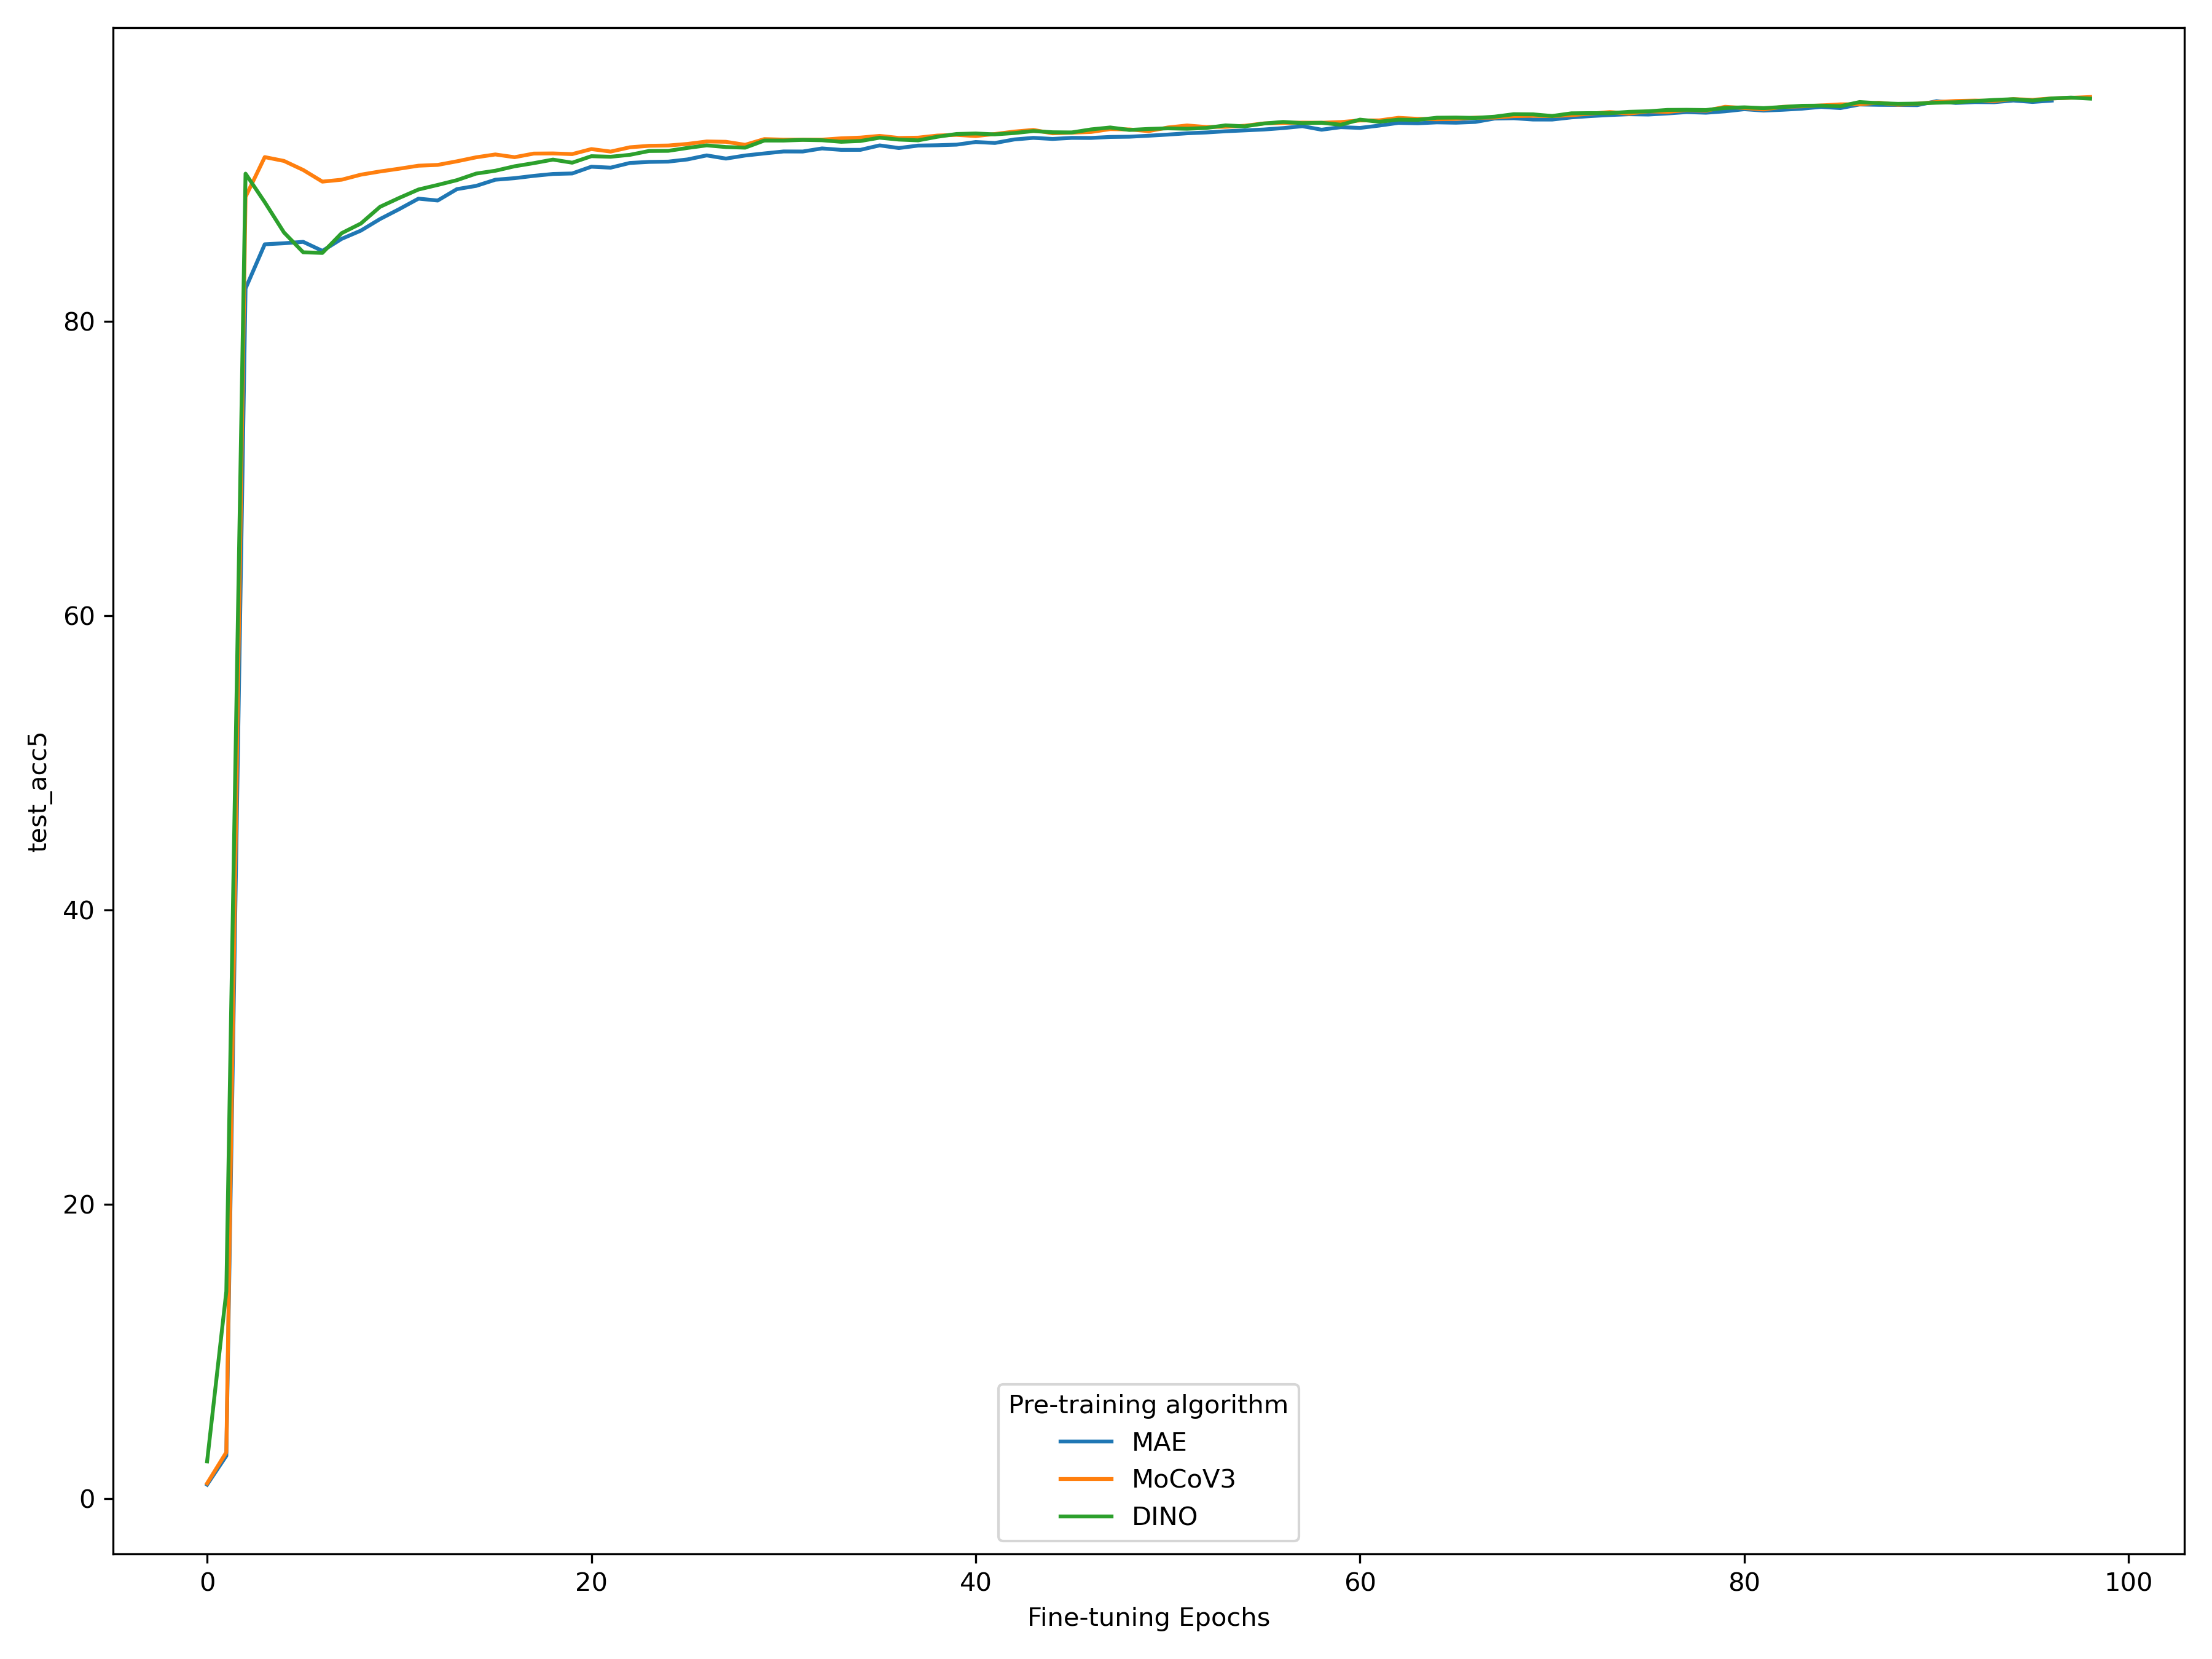 80
60
40
20
0
test_acc5
Pre-training algorithm
MAE
MoCoV3
DINO
0 20 40 60 80 100
Fine-tuning Epochs